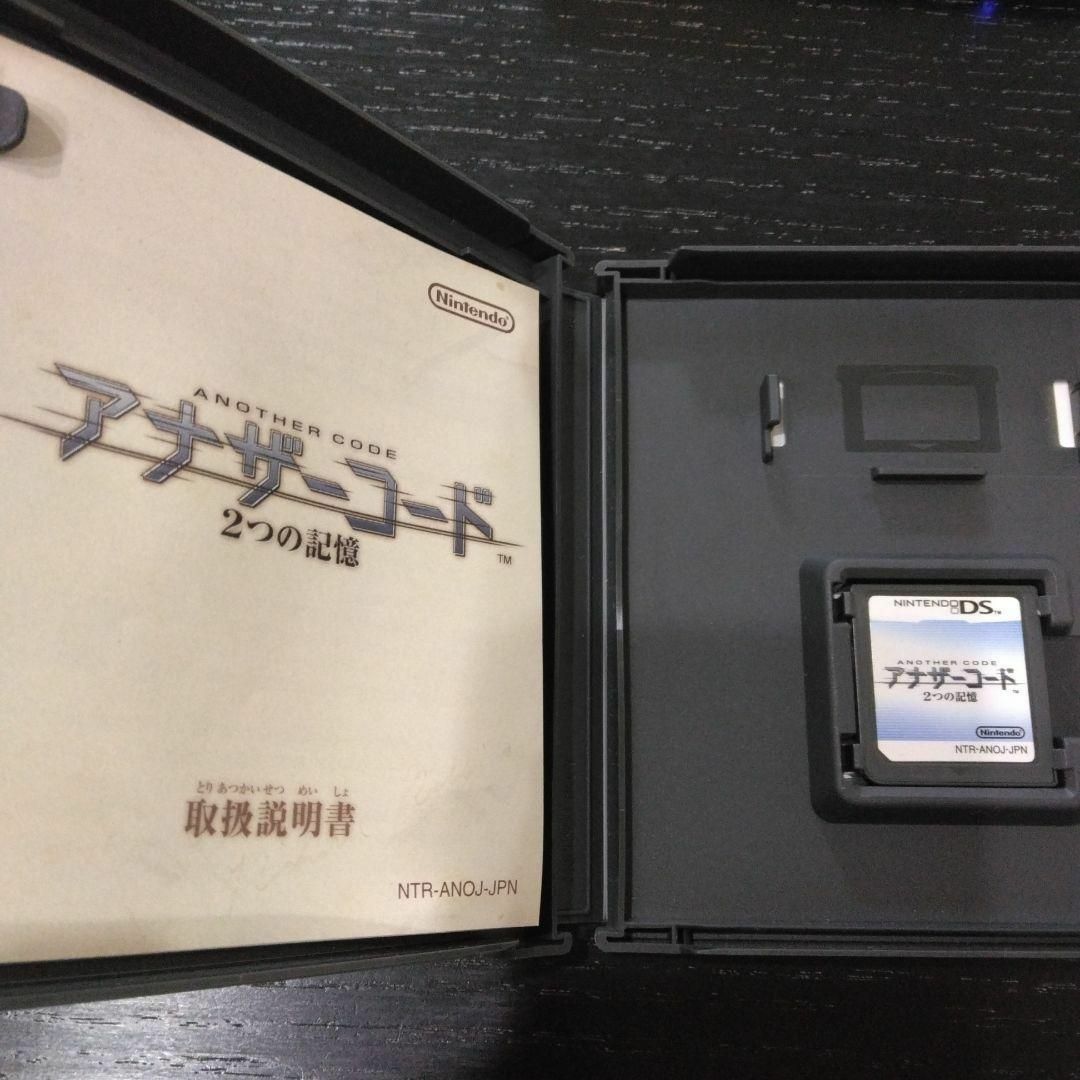 Nintendo
ANOTHER CODE
アナザーコード
2つの記憶
TM
とりあつかいせつ めい しょ
取扱説明書
NTR-ANOJ-JPN
NINTENDO DS™
ANOTHER CODE
アナザーコード
TM
2つの記憶
Nintendo
NTR-ANOJ-JPN